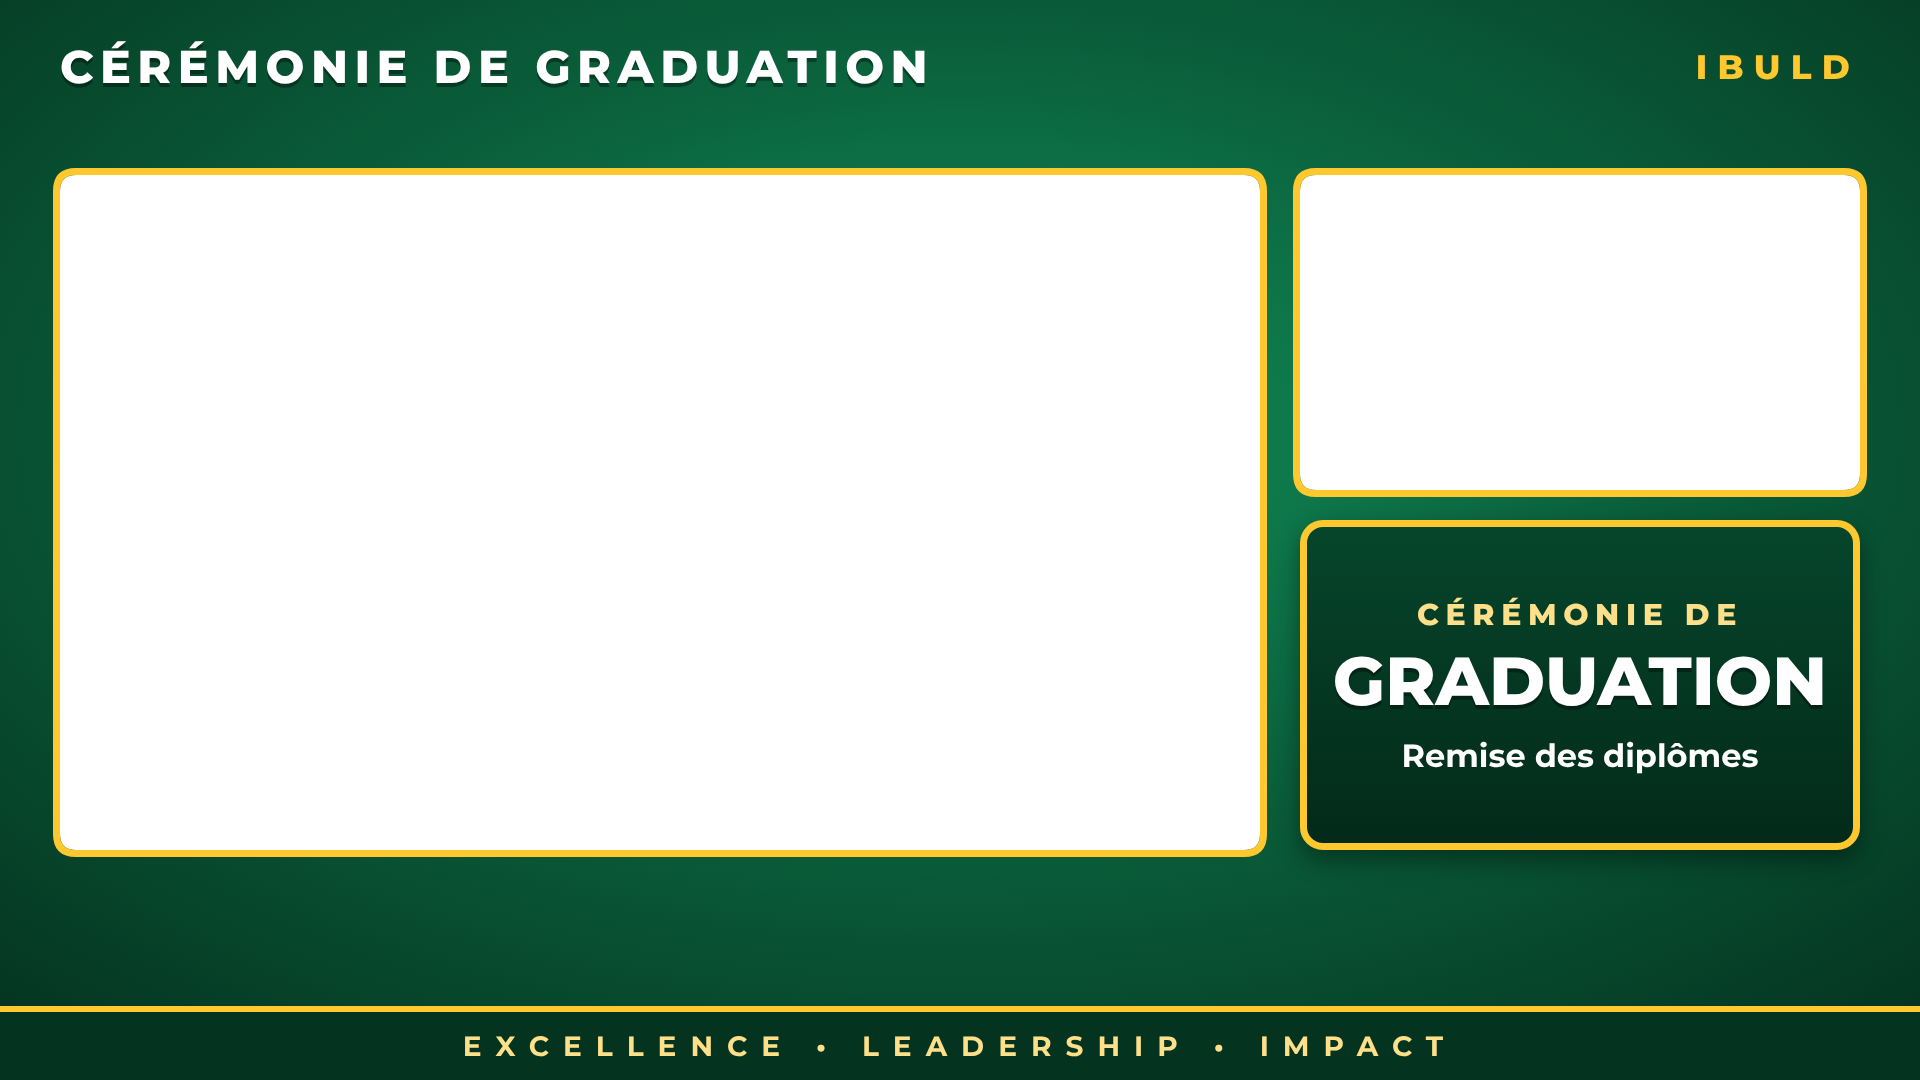 CÉRÉMONIE DE GRADUATION
IBULD
CÉRÉMONIE DE
GRADUATION
Remise des diplômes
EXCELLENCE • LEADERSHIP • IMPACT